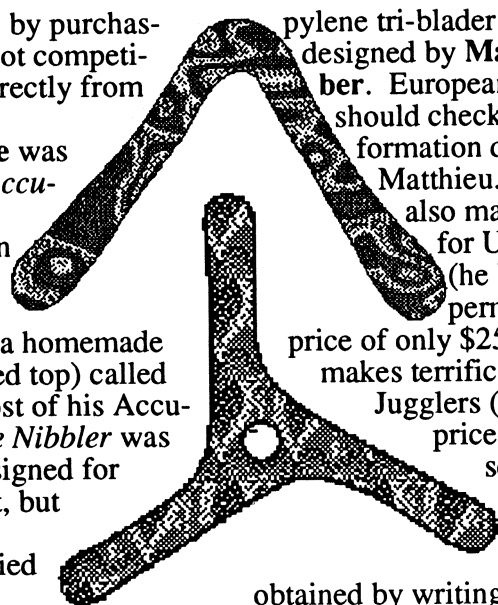 by purchas-
ot competi-
rectly from
e was
ccu-
n
a homemade
ed top) called
ost of his Accu-
e Nibbler was
signed for
t, but
ied
pylene tri-blader
designed by Ma
ber. European
should check
formation
Matthieu.
also ma
for U
(he
perm
price of only $25
makes terrific
Jugglers (
price
s
obtained by writing